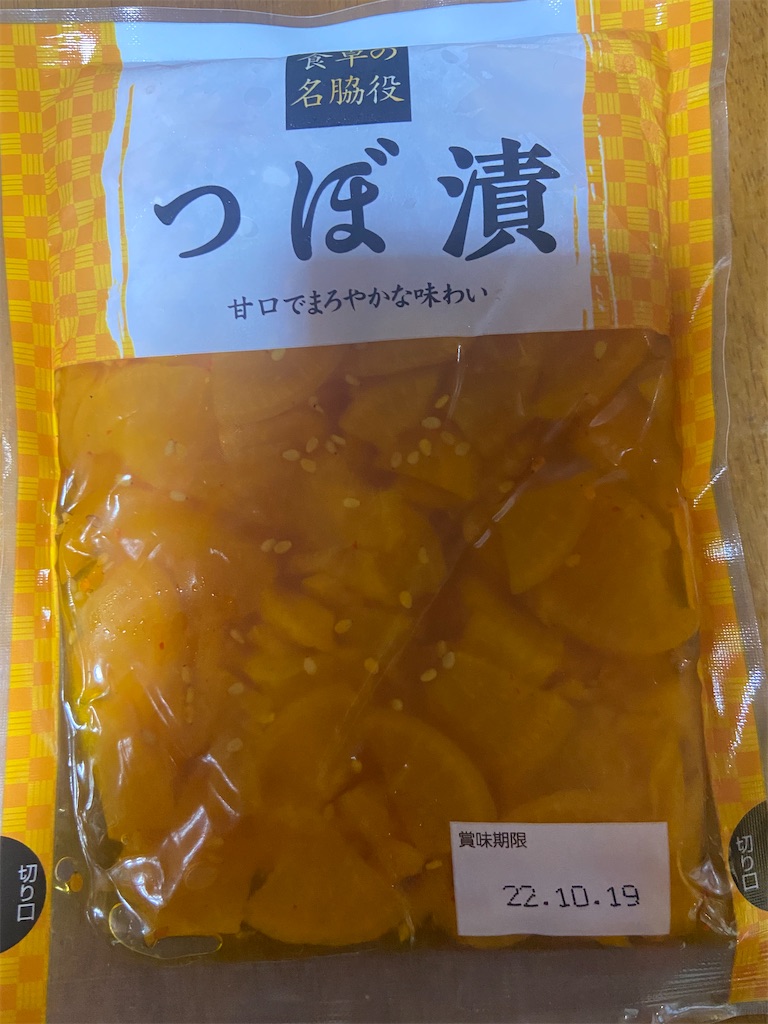 食卓の
名脇役
つぼ漬
甘口でまろやかな味わい
賞味期限
22.10.19
切り口
切り口